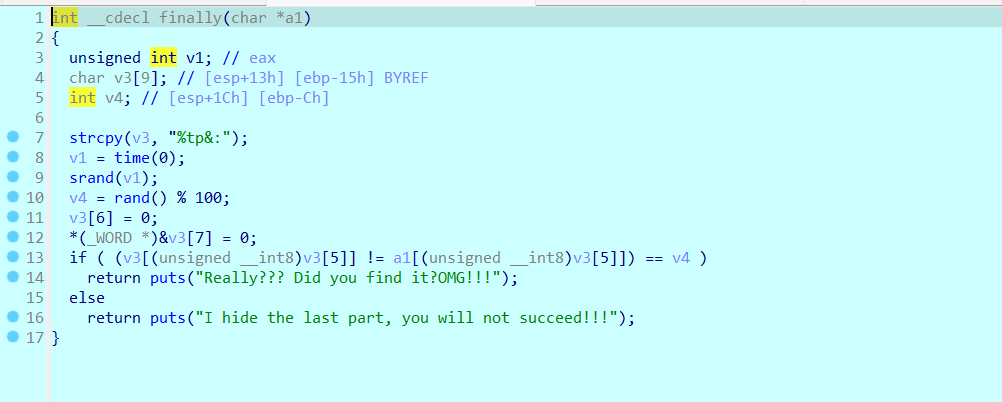 1 int __cdecl finally(char *a1)
2 {
3 unsigned int v1; // eax
4 char v3[9]; // [esp+13h] [ebp-15h] BYREF
5 int v4; // [esp+1Ch] [ebp-Ch]
6
7 strcpy(v3, "%tp&:");
8 v1 = time(0);
9 srand(v1);
10 v4 = rand() % 100;
11 v3[6] = 0;
12 *(_WORD *)&v3[7] = 0;
13 if ( (v3[(unsigned __int8)v3[5]] != a1[(unsigned __int8)v3[5]]) == v4 )
14 return puts("Really??? Did you find it?OMG!!!");
15 else
16 return puts("I hide the last part, you will not succeed!!!");
17 }